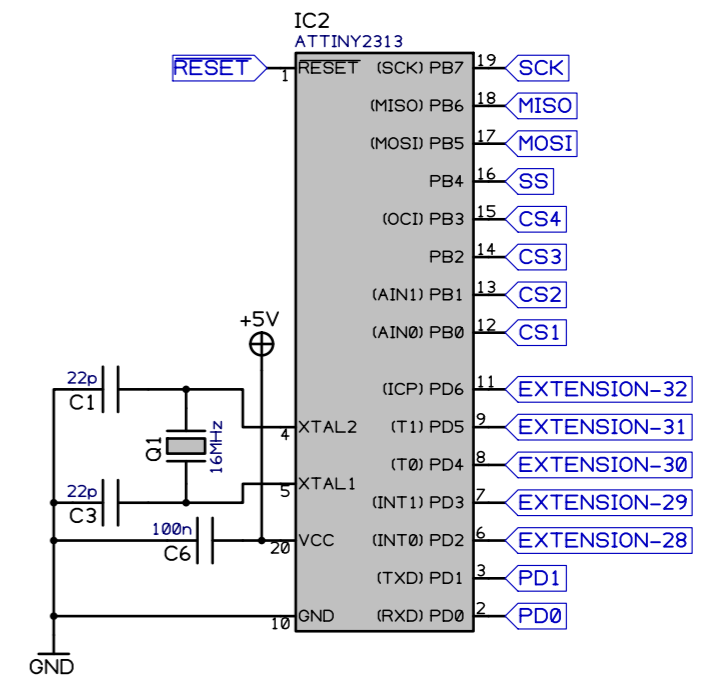 IC2
ATTINY2313
RESET 1 RESET (SCK) PB7 19 SCK
(MISO) PB6 18 MISO
(MOSI) PB5 17 MOSI
PB4 16 SS
(OCI) PB3 15 CS4
PB2 14 CS3
(AIN1) PB1 13 CS2
+5V
(AIN0) PB0 12 CS1
22p
C1
(ICP) PD6 11 EXTENSION-32
4 XTAL2 (T1) PD5 9 EXTENSION-31
Q1
16MHz
(T0) PD4 8 EXTENSION-30
22p
C3
5 XTAL1
(INT1) PD3 7 EXTENSION-29
100n
C6
20 VCC (INT0) PD2 6 EXTENSION-28
(TXD) PD1 3 PD1
10 GND (RXD) PD0 2 PD0
GND